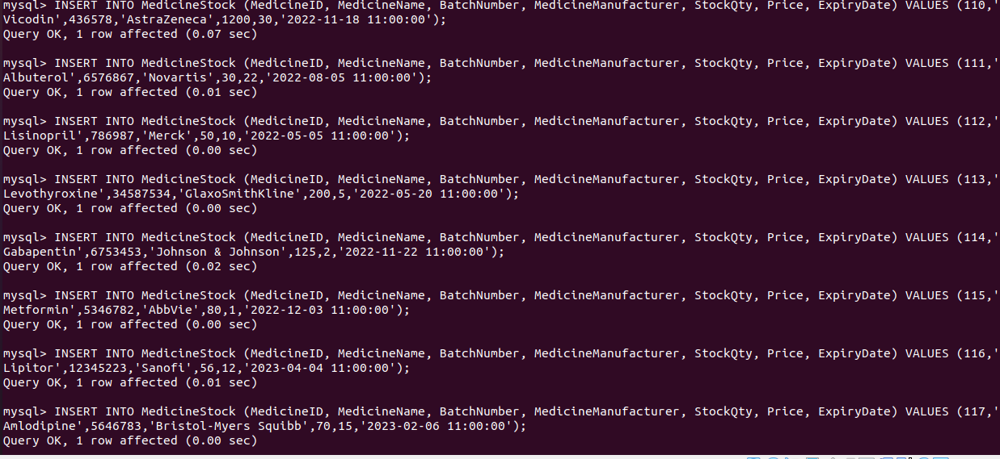 mysql> INSERT INTO MedicineStock (MedicineID, MedicineName, BatchNumber, MedicineManufacturer, StockQty, Price, ExpiryDate) VALUES (110,'
Vicodin',436578,'AstraZeneca',1200,30,'2022-11-18 11:00:00');
Query OK, 1 row affected (0.07 sec)
mysql> INSERT INTO MedicineStock (MedicineID, MedicineName, BatchNumber, MedicineManufacturer, StockQty, Price, ExpiryDate) VALUES (111,'
Albuterol',6576867,'Novartis',30,22,'2022-08-05 11:00:00');
Query OK, 1 row affected (0.01 sec)
mysql> INSERT INTO MedicineStock (MedicineID, MedicineName, BatchNumber, MedicineManufacturer, StockQty, Price, ExpiryDate) VALUES (112,'
Lisinopril',786987,'Merck',50,10,'2022-05-05 11:00:00');
Query OK, 1 row affected (0.00 sec)
mysql> INSERT INTO MedicineStock (MedicineID, MedicineName, BatchNumber, MedicineManufacturer, StockQty, Price, ExpiryDate) VALUES (113,'
Levothyroxine',34587534,'GlaxoSmithKline',200,5,'2022-05-20 11:00:00');
Query OK, 1 row affected (0.00 sec)
mysql> INSERT INTO MedicineStock (MedicineID, MedicineName, BatchNumber, MedicineManufacturer, StockQty, Price, ExpiryDate) VALUES (114,'
Gabapentin',6753453,'Johnson & Johnson',125,2,'2022-11-22 11:00:00');
Query OK, 1 row affected (0.02 sec)
mysql> INSERT INTO MedicineStock (MedicineID, MedicineName, BatchNumber, MedicineManufacturer, StockQty, Price, ExpiryDate) VALUES (115,'
Metformin',5346782,'AbbVie',80,1,'2022-12-03 11:00:00');
Query OK, 1 row affected (0.00 sec)
mysql> INSERT INTO MedicineStock (MedicineID, MedicineName, BatchNumber, MedicineManufacturer, StockQty, Price, ExpiryDate) VALUES (116,'
Lipitor',12345223,'Sanofi',56,12,'2023-04-04 11:00:00');
Query OK, 1 row affected (0.01 sec)
mysql> INSERT INTO MedicineStock (MedicineID, MedicineName, BatchNumber, MedicineManufacturer, StockQty, Price, ExpiryDate) VALUES (117,'
Amlodipine',5646783,'Bristol-Myers Squibb',70,15,'2023-02-06 11:00:00');
Query OK, 1 row affected (0.00 sec)